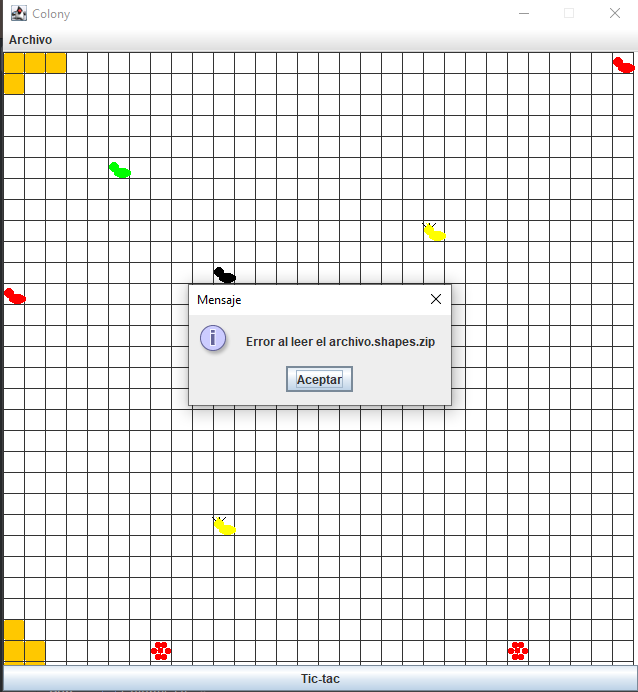 Colony
Archivo
Mensaje
Error al leer el archivo.shapes.zip
Aceptar
Tic-tac